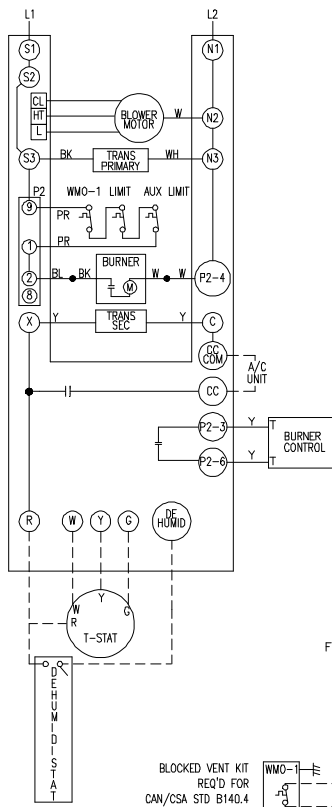 L1 L2
S1 N1
S2
CL
HT
L
BLOWER
MOTOR
W N2
S3 BK TRANS
PRIMARY WH N3
P2 WMO-1 LIMIT AUX LIMIT
9 PR
1 PR
BURNER
2 BL BK M W W P2-4
8
X Y TRANS
SEC Y C
CC
COM
A/C
UNIT
CC
P2-3 Y T
BURNER
CONTROL
P2-6 Y T
R W Y G DE
HUMID
W Y G
R
T-STAT
F
DEHUMIDISTAT
BLOCKED VENT KIT
REQ'D FOR
CAN/CSA STD B140.4
WMO-1